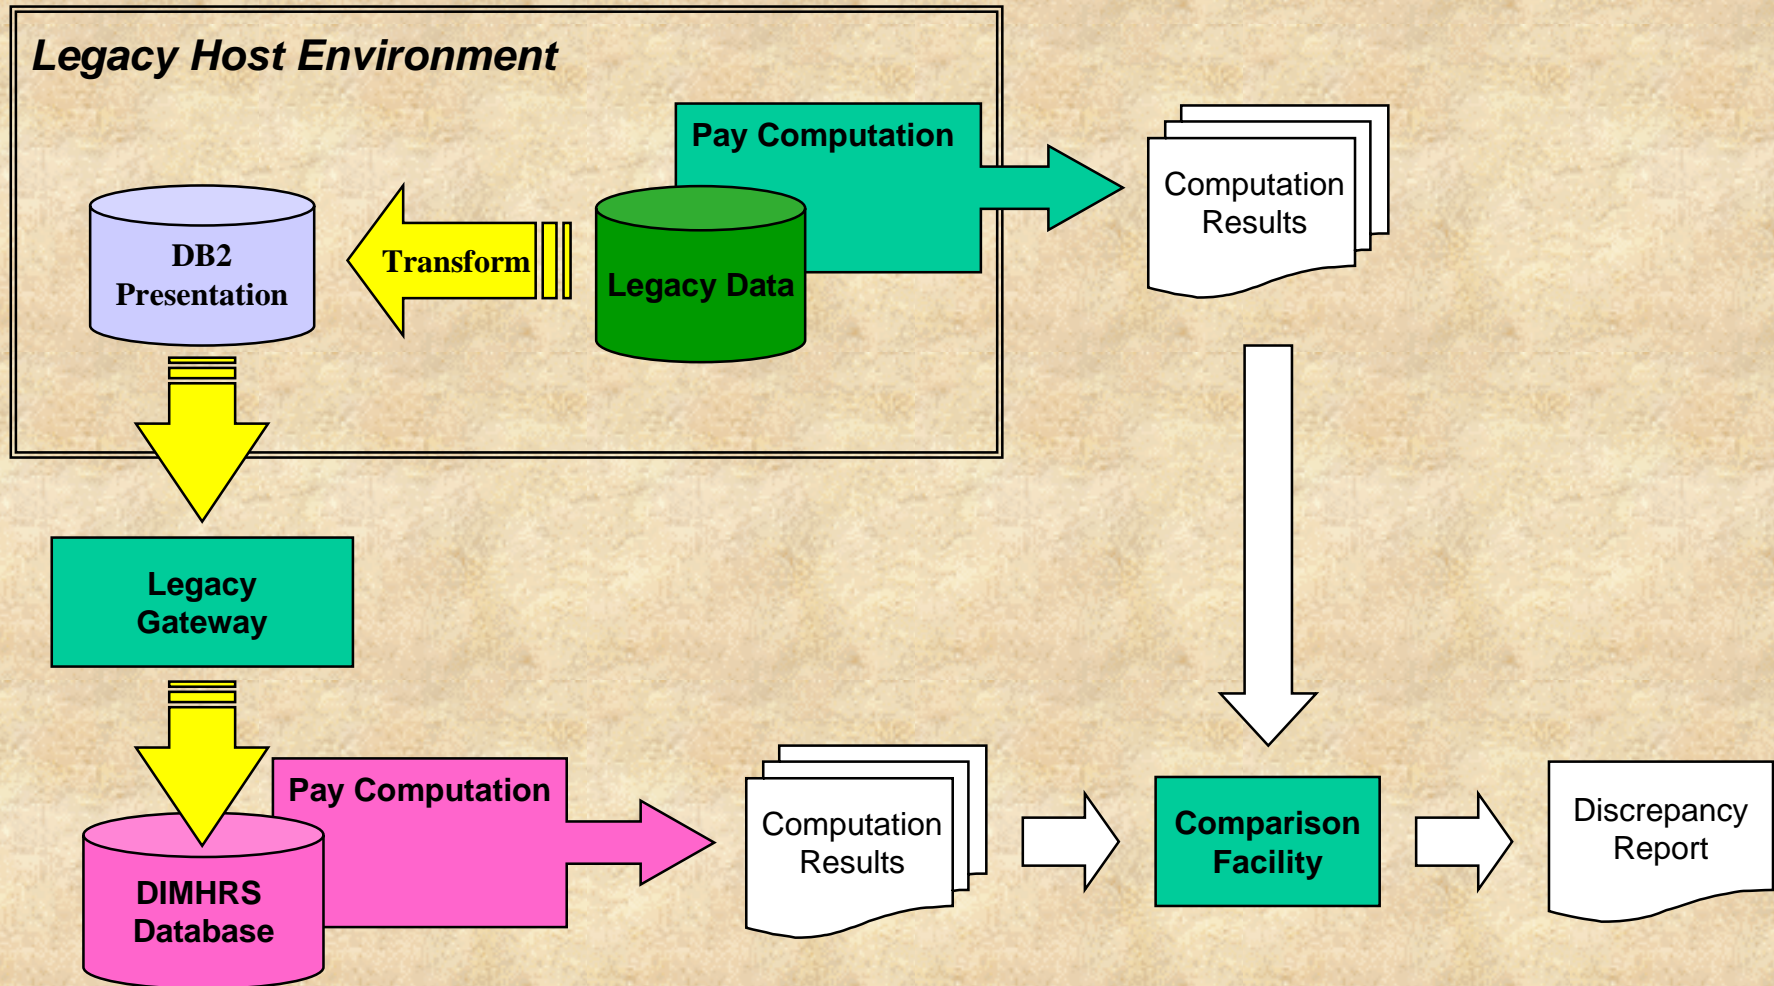 Legacy Host Environment
Pay Computation
Computation
Results
DB2
Presentation
Transform
Legacy Data
Legacy
Gateway
Pay Computation
DIMHRS
Database
Computation
Results
Comparison
Facility
Discrepancy
Report